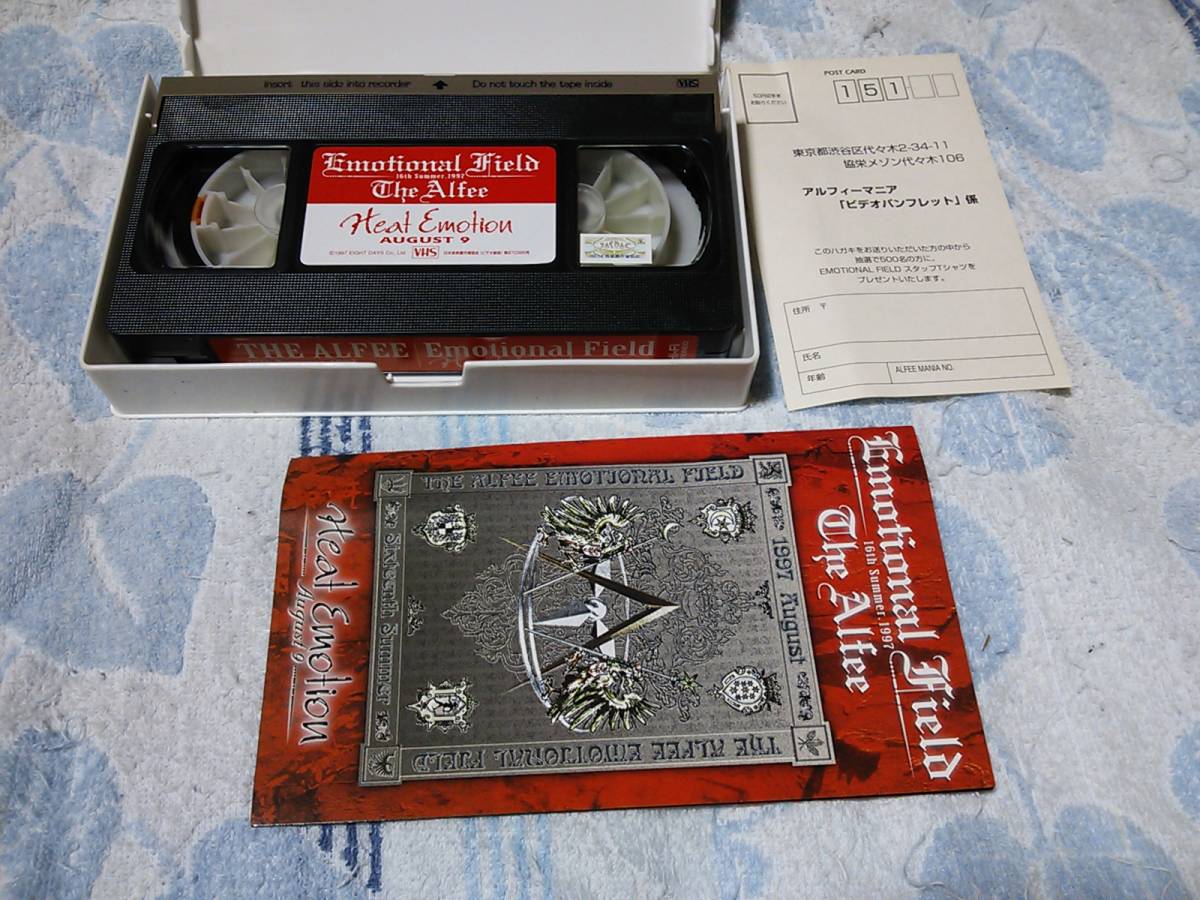 Insert this side into recorder
Do not touch the tape inside
VHS
Emotional Field
16th Summer. 1997
The Alfee
Heat Emotion
AUGUST 9
©1997 EIGHT DAYS Co., Ltd.
VHS
THE ALFEE
Emotional Field
POST CARD
151-
東京都渋谷区代々木2-34-11
協栄メゾン代々木106
アルフィーマニア
「ビデオパンフレット」係
このハガキをお送りいただいた方の中から
抽選で500名の方に、
EMOTIONAL FIELD スタッフTシャツを
プレゼントいたします。
住所 〒
氏名
年齢
ALFEE MANIA NO.
Emotional Field
16th Summer. 1997
The Alfee
THE ALFEE EMOTIONAL FIELD
1997 August
THE ALFEE EMOTIONAL FIELD
Sixteenth Summer
Heat Emotion
August 9